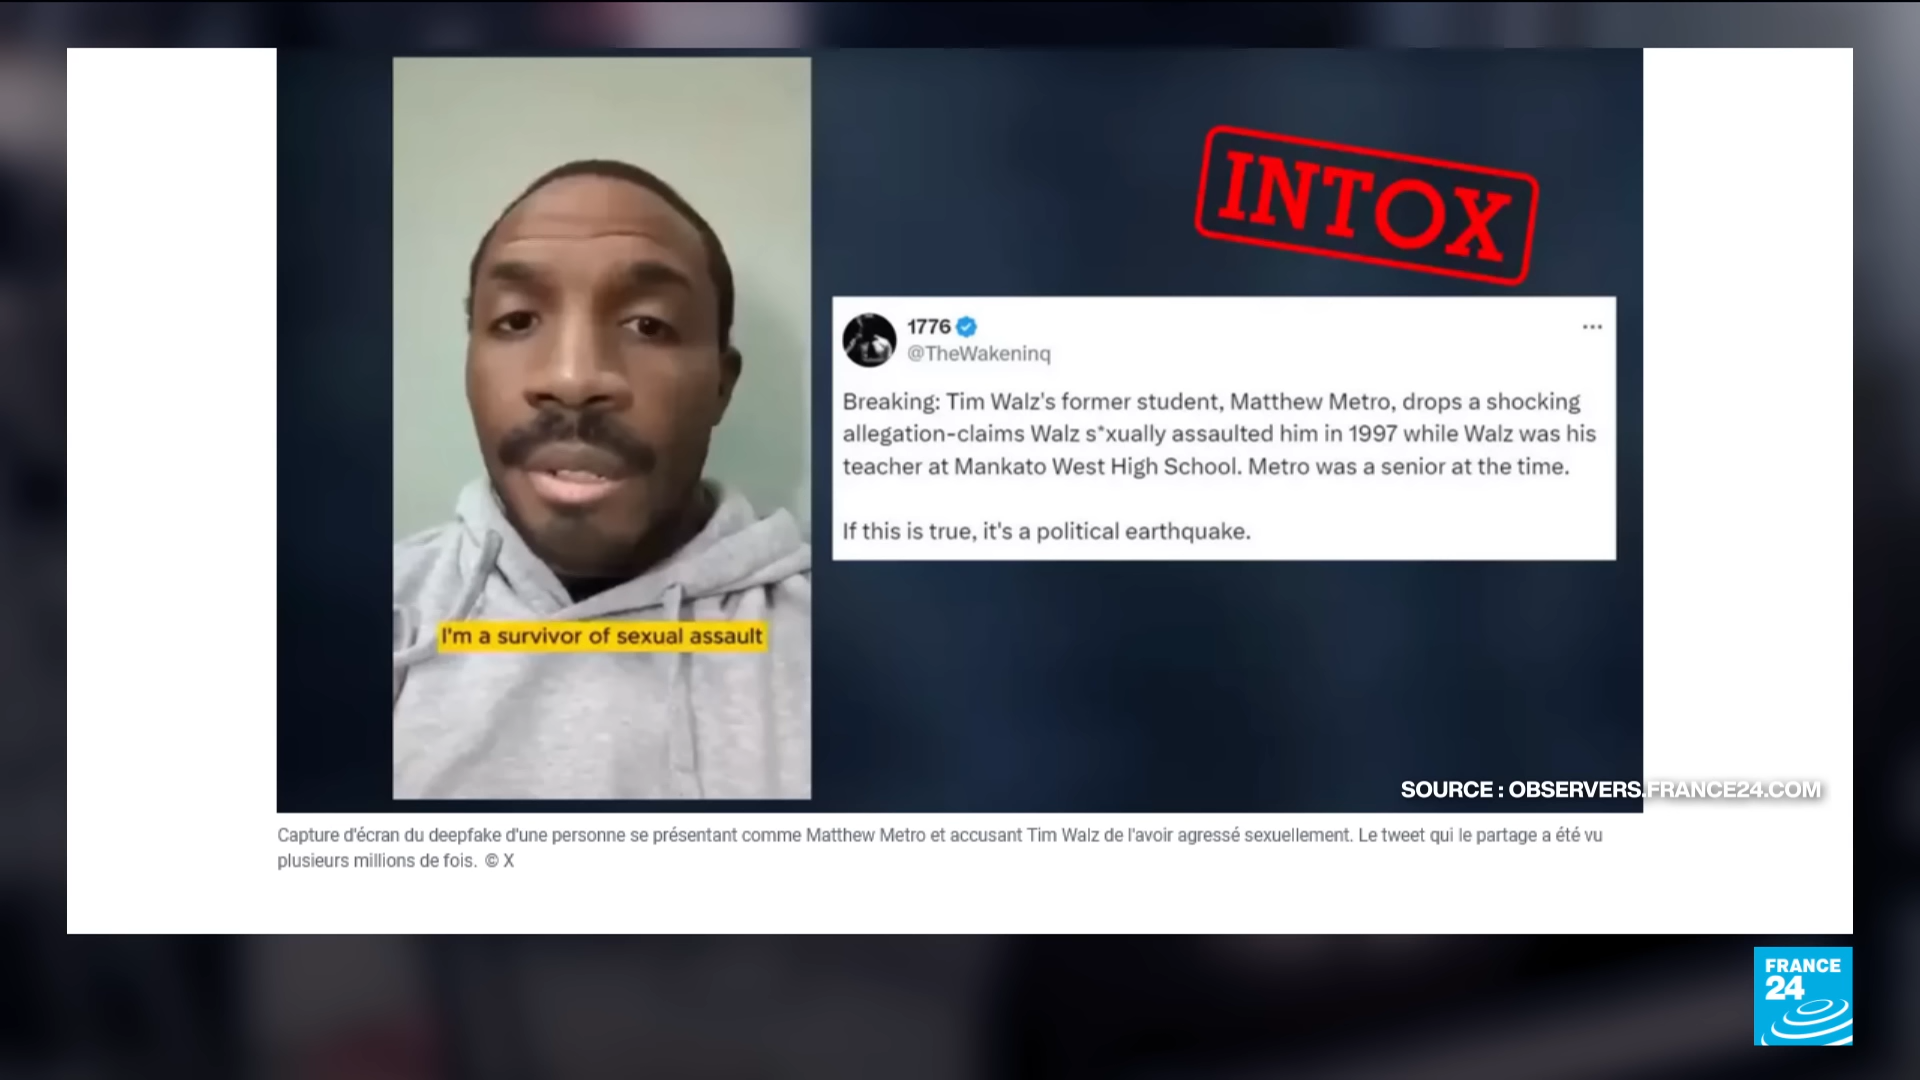 INTOX
1776
@TheWakeninq
Breaking: Tim Walz's former student, Matthew Metro, drops a shocking
allegation-claims Walz s*xually assaulted him in 1997 while Walz was his
teacher at Mankato West High School. Metro was a senior at the time.
If this is true, it's a political earthquake.
I'm a survivor of sexual assault
SOURCE : OBSERVERS.FRANCE24.COM
Capture d'écran du deepfake d'une personne se présentant comme Matthew Metro et accusant Tim Walz de l'avoir agressé sexuellement. Le tweet qui le partage a été vu
plusieurs millions de fois. © X
FRANCE
24